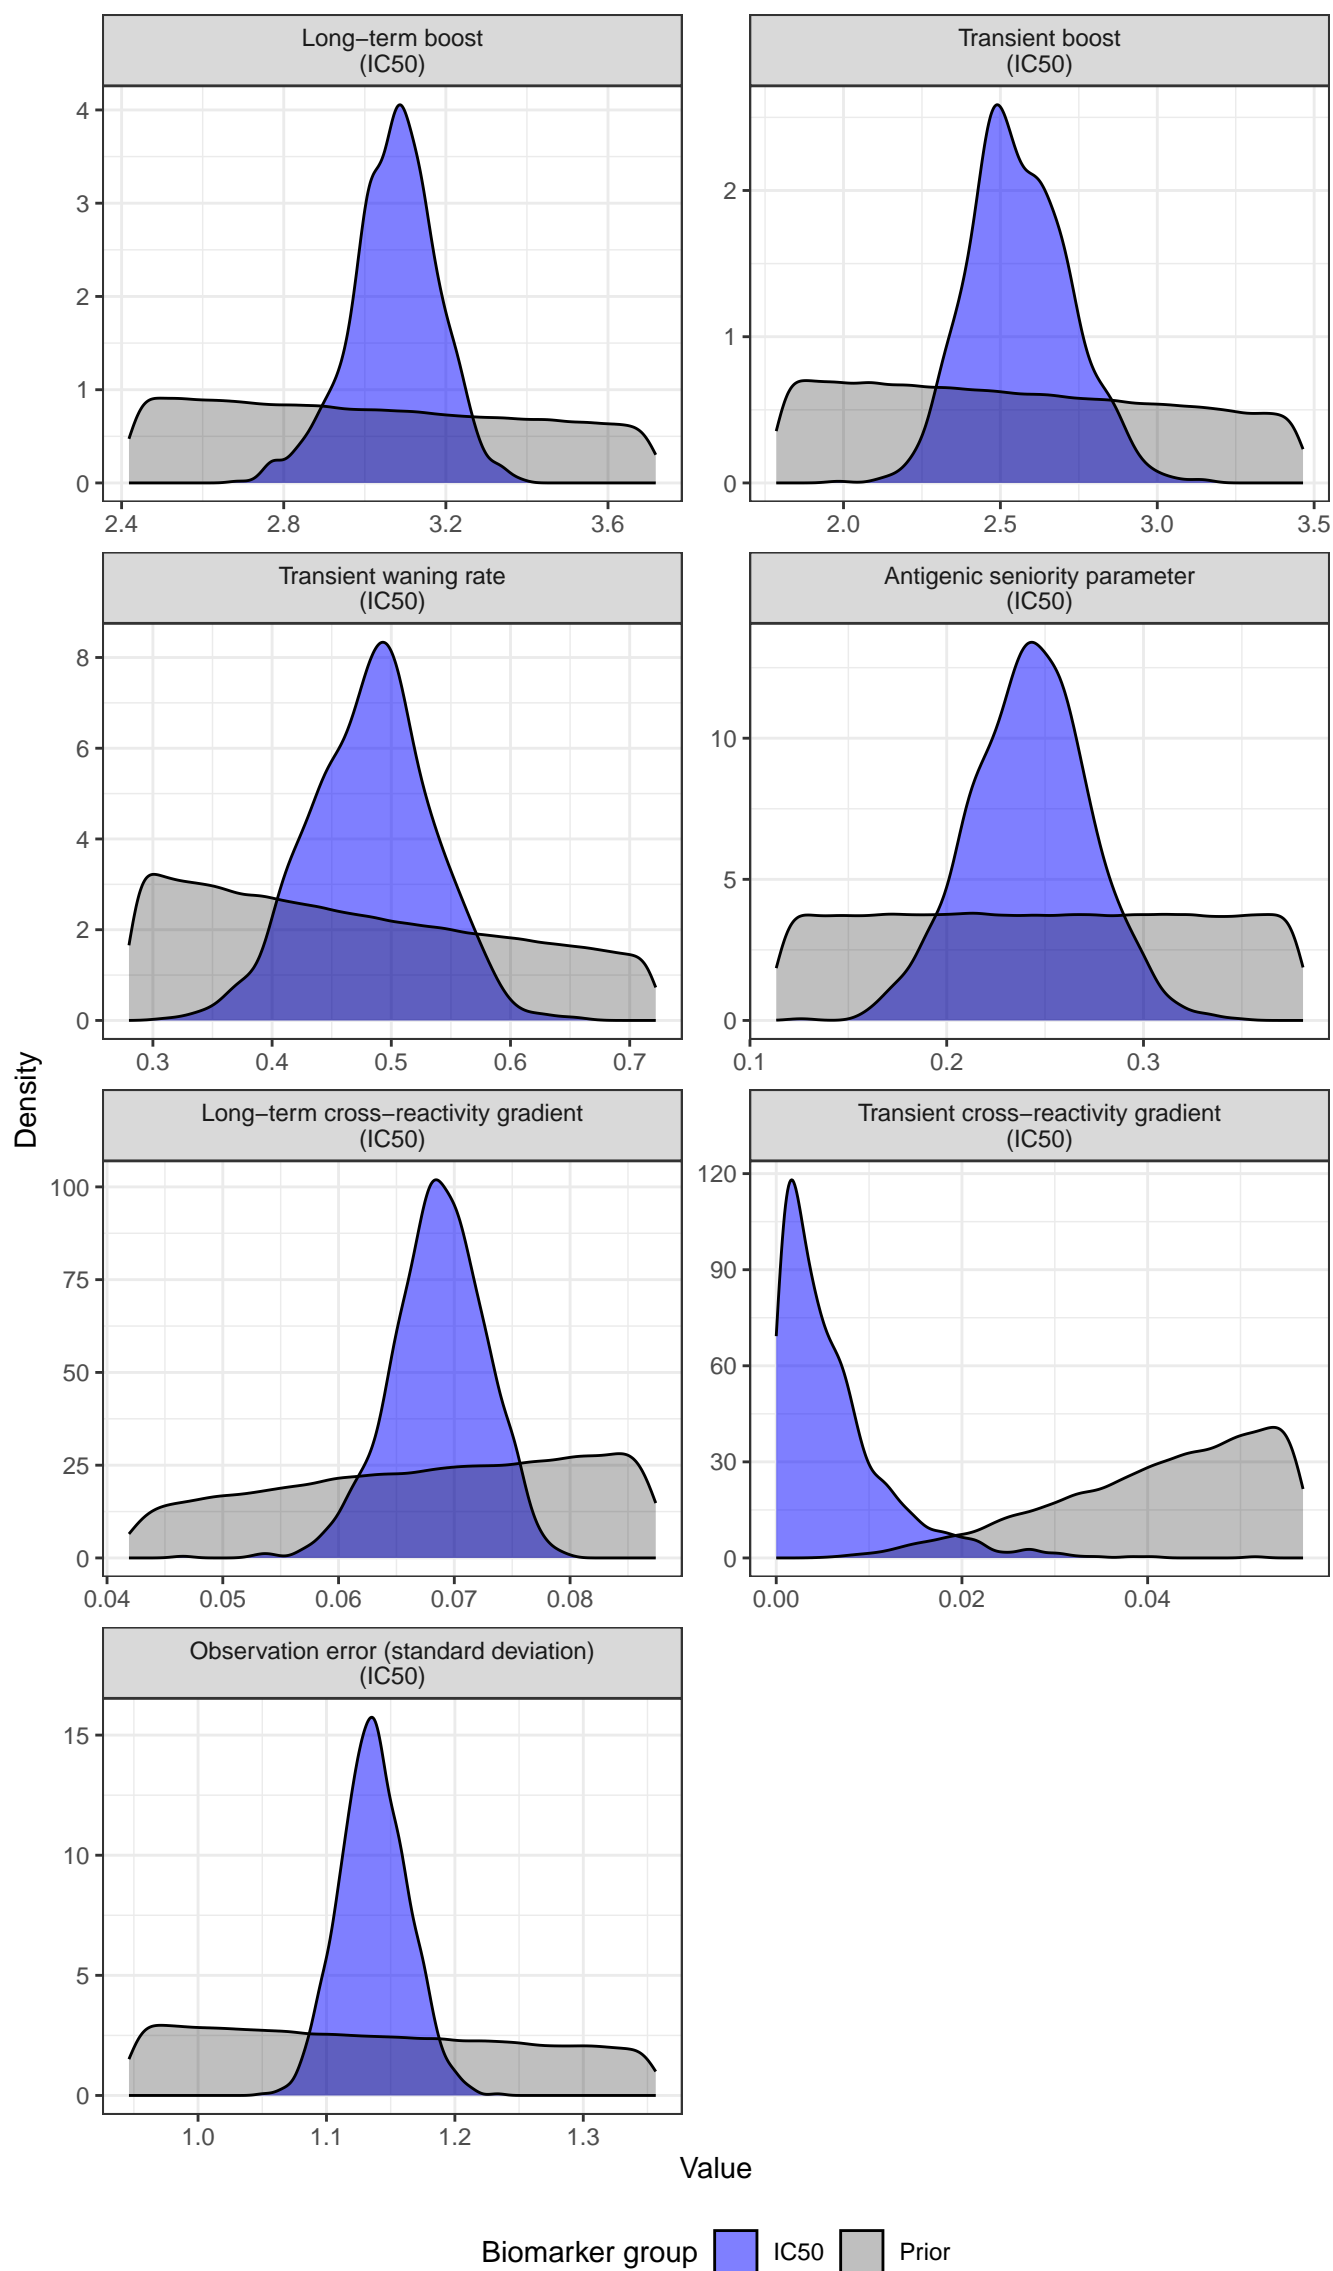 Long−term boost
(IC50)
Transient boost
(IC50)
4
3
2
1
0
2
1
0
2.4 2.8 3.2 3.6
2.0 2.5 3.0 3.5
Transient waning rate
(IC50)
Antigenic seniority parameter
(IC50)
8
6
4
2
0
10
5
0
0.3 0.4 0.5 0.6 0.7
0.1 0.2 0.3
Density
Long−term cross−reactivity gradient
(IC50)
Transient cross−reactivity gradient
(IC50)
100
75
50
25
0
120
90
60
30
0
0.04 0.05 0.06 0.07 0.08
0.00 0.02 0.04
Observation error (standard deviation)
(IC50)
15
10
5
0
1.0 1.1 1.2 1.3
Value
Biomarker group IC50 Prior